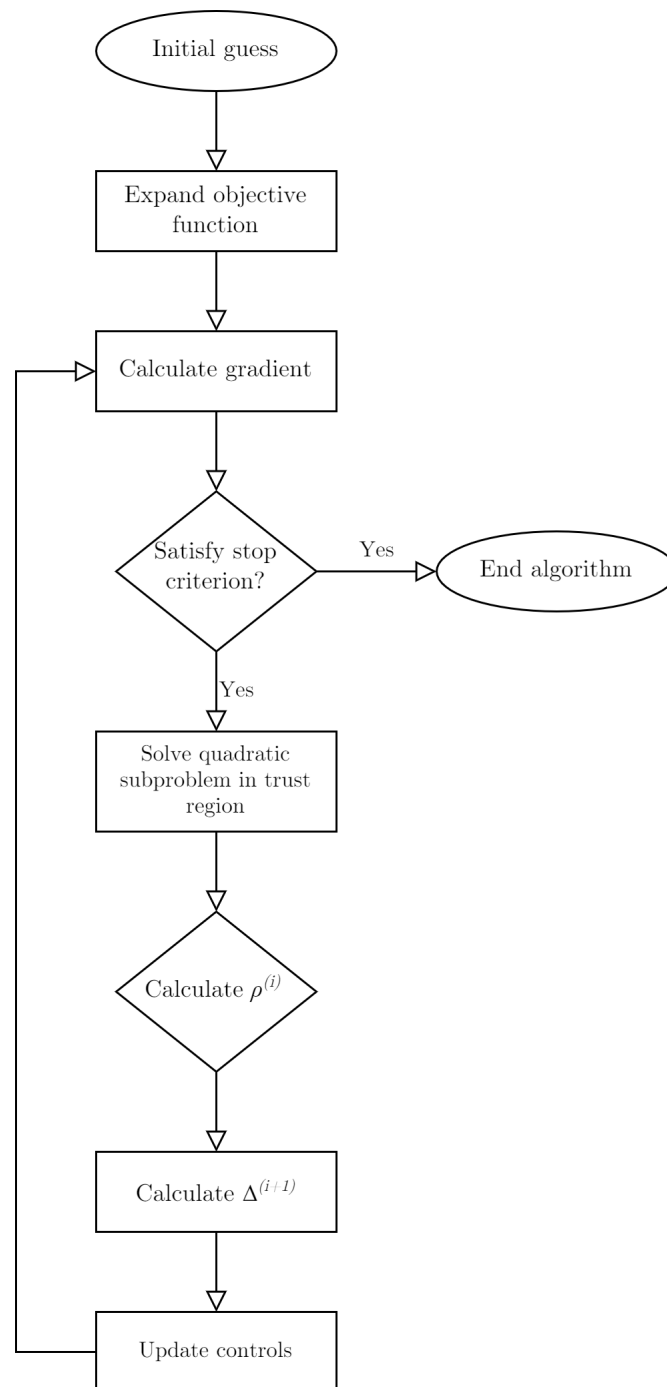 Initial guess
Expand objective
function
Calculate gradient
Satisfy stop
criterion?
Yes
End algorithm
Yes
Solve quadratic
subproblem in trust
region
Calculate ρ⁽ⁱ⁾
Calculate Δ⁽ⁱ⁺¹⁾
Update controls